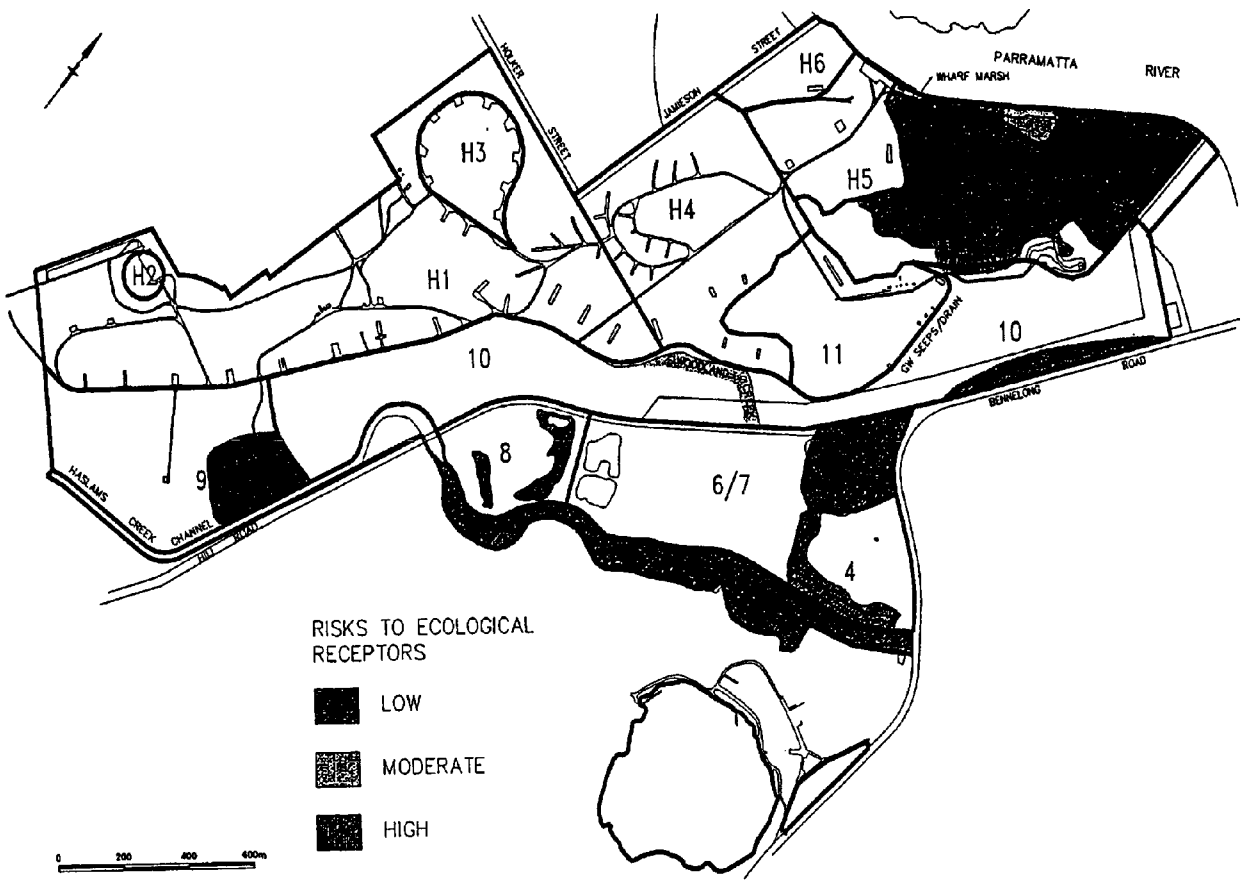 HOLKER
STREET
JAMIESON
STREET
H6
PARRAMATTA
RIVER
WHARF MARSH
H3
H5
H4
H2
H1
10
11
GW SEEPS/DRAIN
10
BENNELONG
ROAD
9
8
6/7
4
HASLAMS
CREEK
CHANNEL
HILL
ROAD
RISKS TO ECOLOGICAL
RECEPTORS
LOW
MODERATE
HIGH
0 200 400 600m